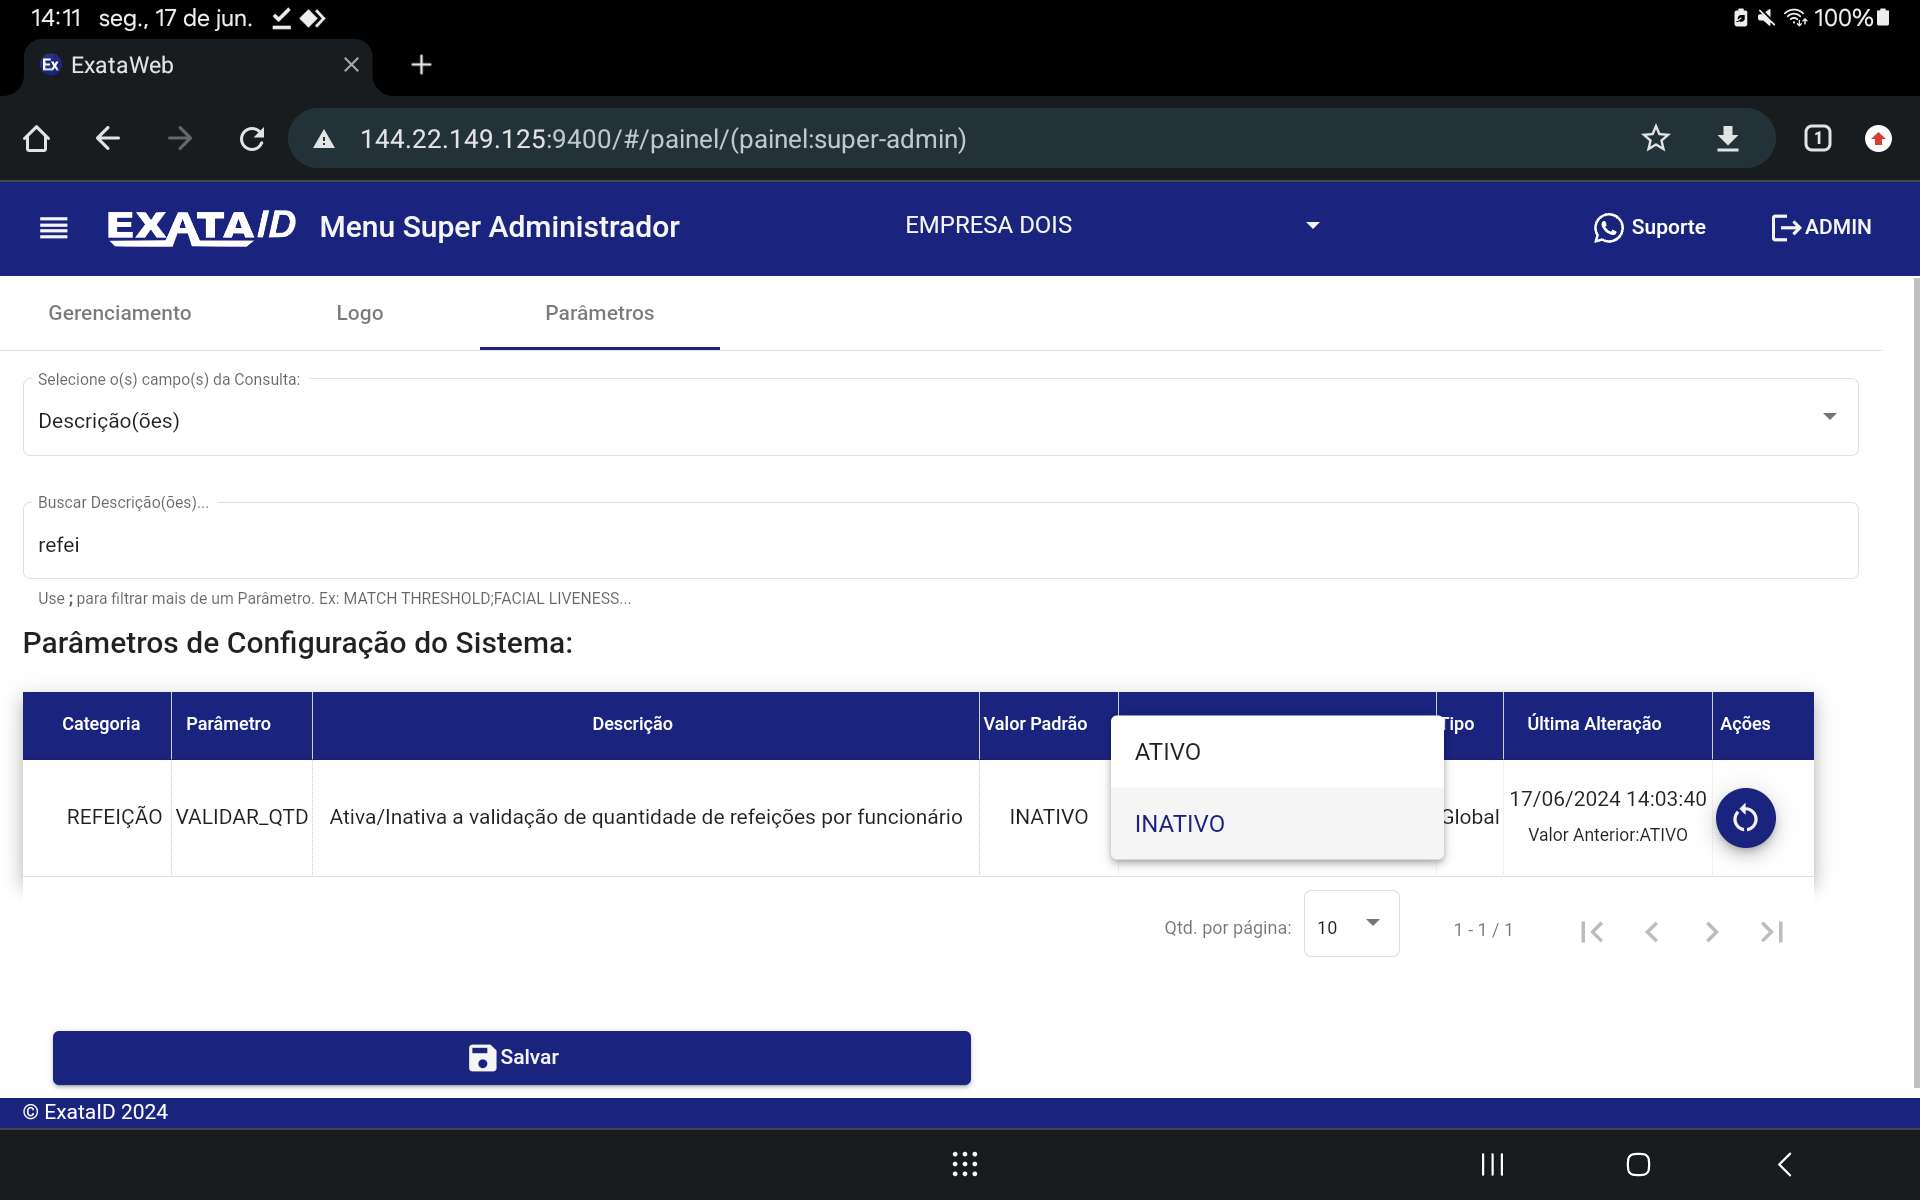 14:11 seg., 17 de jun. 100%
Ex ExataWeb
144.22.149.125:9400/#/painel/(painel:super-admin) 1
EXATA/D Menu Super Administrador EMPRESA DOIS Suporte ADMIN
Gerenciamento Logo Parâmetros
Selecione o(s) campo(s) da Consulta:
Descrição(ões)
Buscar Descrição(ões)...
refei
Use ; para filtrar mais de um Parâmetro. Ex: MATCH THRESHOLD;FACIAL LIVENESS...
Parâmetros de Configuração do Sistema:
Categoria Parâmetro Descrição Valor Padrão Tipo Última Alteração Ações
ATIVO
REFEIÇÃO VALIDAR_QTD Ativa/Inativa a validação de quantidade de refeições por funcionário INATIVO INATIVO Global 17/06/2024 14:03:40
Valor Anterior:ATIVO
Qtd. por página: 10 1 - 1 / 1
Salvar
© ExataID 2024